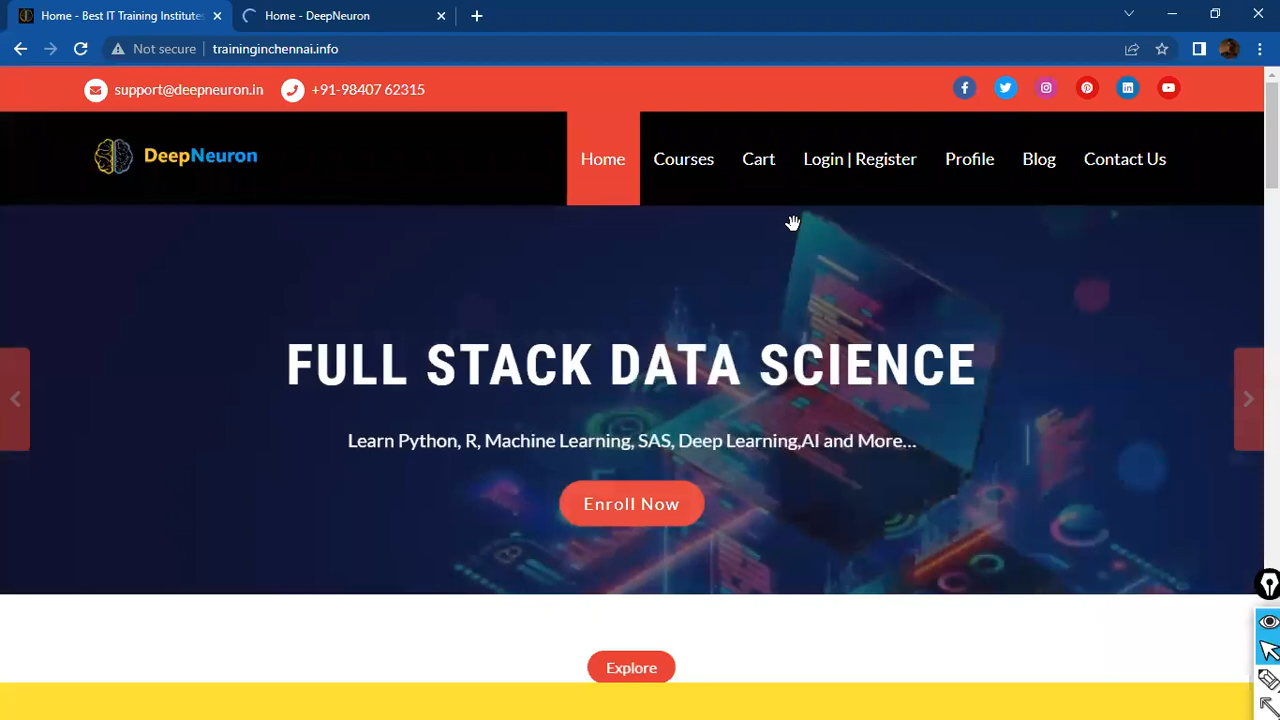 Home - Best IT Training Institutes
Home - DeepNeuron
Not secure
traininginchennai.info
support@deepneuron.in
+91-98407 62315
DeepNeuron
Home
Courses
Cart
Login | Register
Profile
Blog
Contact Us
FULL STACK DATA SCIENCE
Learn Python, R, Machine Learning, SAS, Deep Learning,AI and More...
Enroll Now
Explore